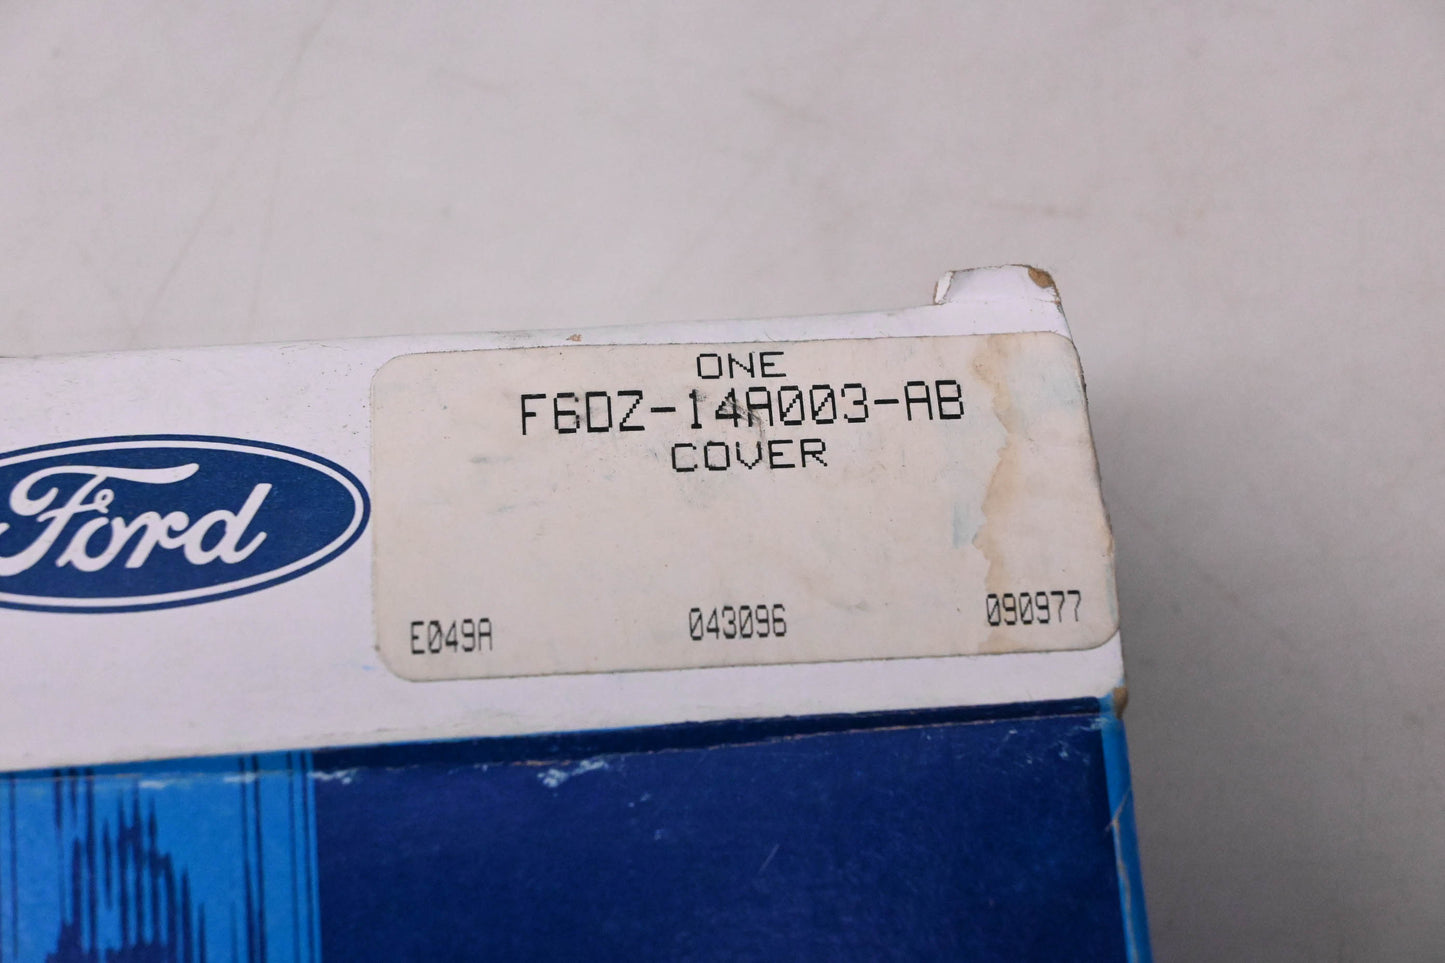 ONE
F6DZ-14A003-AB
COVER
Ford
E049A 043096 090977